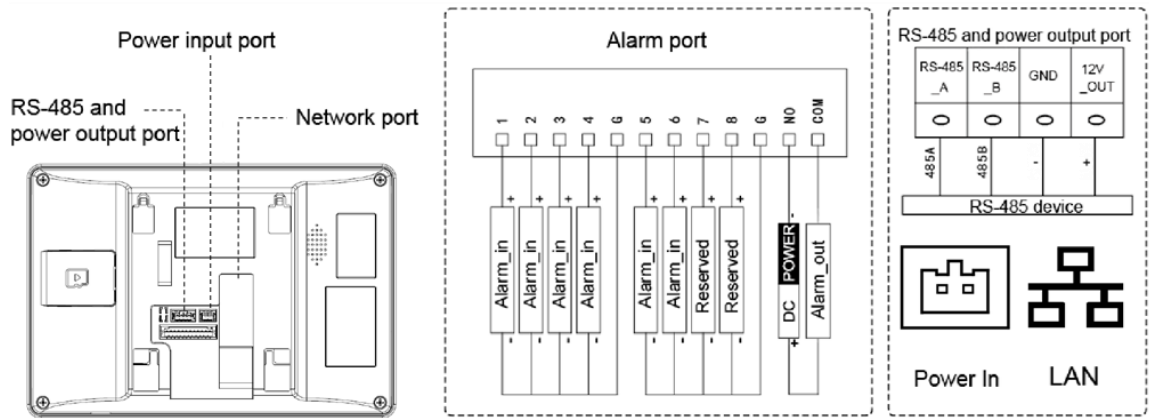 Power input port
RS-485 and
power output port
Network port
Alarm port
1 2 3 4 G 5 6 7 8 G NO COM
+ + + + + + + + -
Alarm_in Alarm_in Alarm_in Alarm_in Alarm_in Alarm_in Reserved Reserved DC POWER Alarm_out
- - - - - - - - +
RS-485 and power output port
RS-485 RS-485 GND 12V
_A _B _OUT
485A 485B - +
RS-485 device
Power In LAN